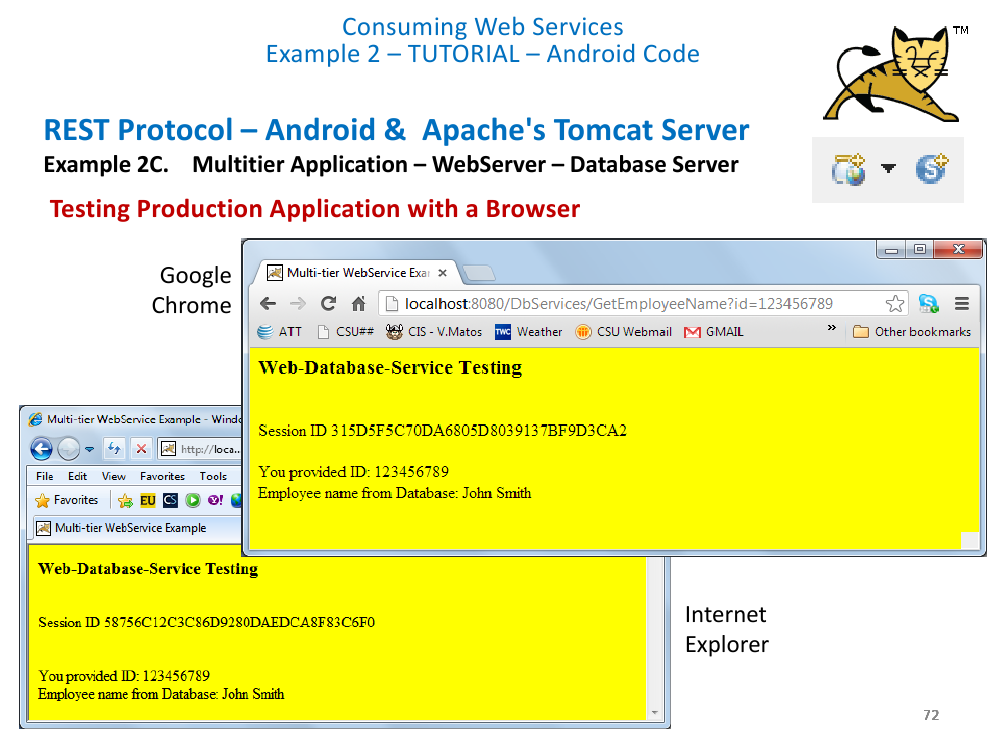 Consuming Web Services
Example 2 – TUTORIAL – Android Code
TM
REST Protocol – Android & Apache's Tomcat Server
Example 2C. Multitier Application – WebServer – Database Server
Testing Production Application with a Browser
Google
Chrome
Multi-tier WebService Exa
localhost:8080/DbServices/GetEmployeeName?id=123456789
ATT CSU## CIS - V.Matos TWC Weather CSU Webmail GMAIL » Other bookmarks
Web-Database-Service Testing
Session ID 315D5F5C70DA6805D8039137BF9D3CA2
You provided ID: 123456789
Employee name from Database: John Smith
Multi-tier WebService Example - Windo
http://loca...
File Edit View Favorites Tools
Favorites EU CS
Multi-tier WebService Example
Web-Database-Service Testing
Session ID 58756C12C3C86D9280DAEDCA8F83C6F0
You provided ID: 123456789
Employee name from Database: John Smith
Internet
Explorer
72